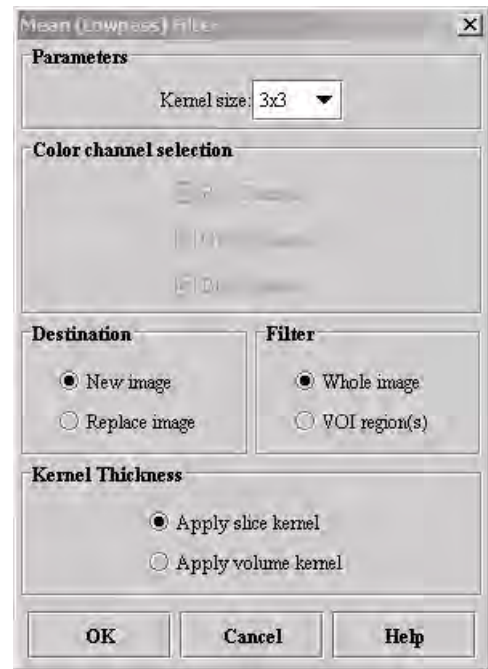 Mean (Lowpass) Filter
Parameters
Kernel size: 3x3
Color channel selection
Destination
New image
Replace image
Filter
Whole image
VOI region(s)
Kernel Thickness
Apply slice kernel
Apply volume kernel
OK Cancel Help